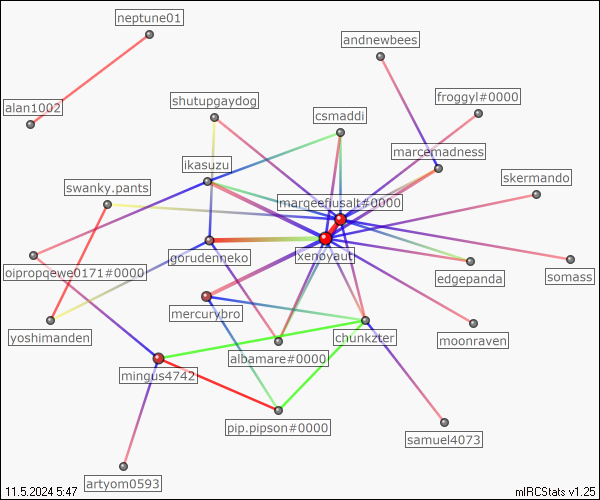 neptune01
andnewbees
froggyl#0000
shutupgaydog
alan1002
csmaddi
marcemadness
ikasuzu
skermando
swanky.pants
marqeefiusalt#0000
gorudenneko
xenoyaut
oipropqewe0171#0000
somass
edgepanda
mercurybro
yoshimanden
chunkzter
moonraven
albamare#0000
mingus4742
pip.pipson#0000
samuel4073
artyom0593
11.5.2024 5:47
mIRCStats v1.25